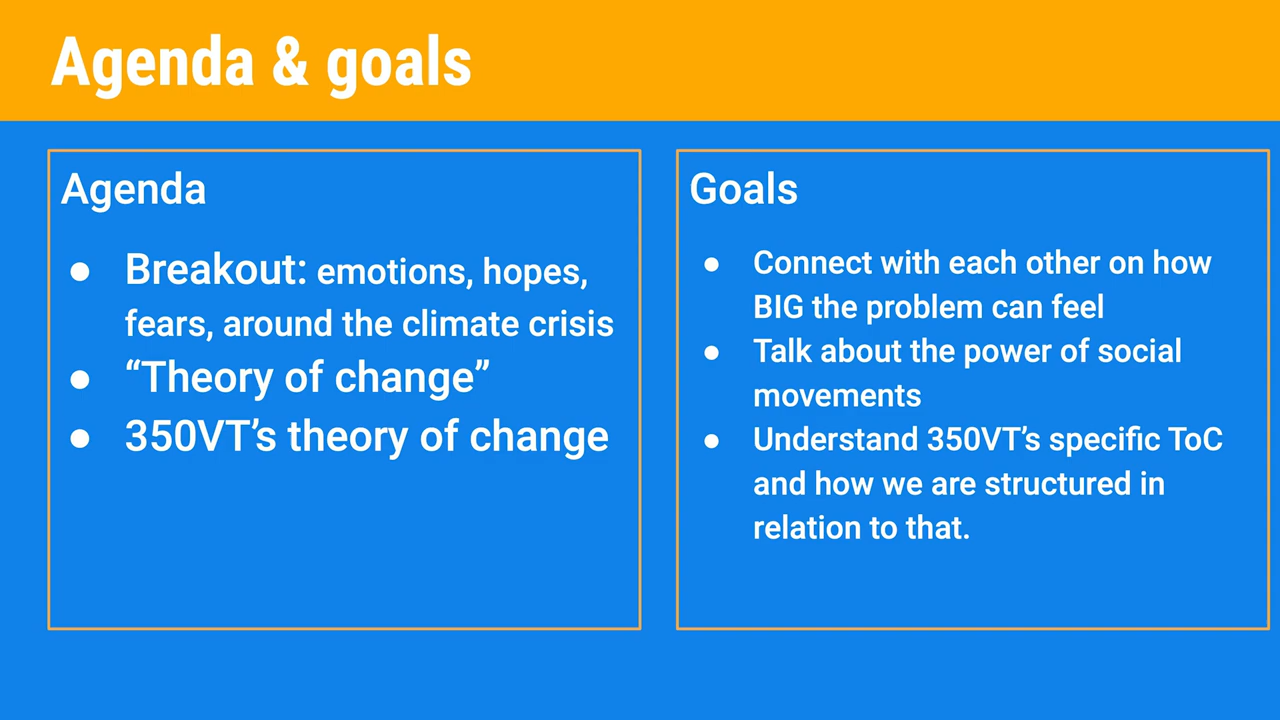 Agenda & goals
Agenda
● Breakout: emotions, hopes,
fears, around the climate crisis
● “Theory of change”
● 350VT’s theory of change
Goals
● Connect with each other on how
BIG the problem can feel
● Talk about the power of social
movements
● Understand 350VT’s specific ToC
and how we are structured in
relation to that.